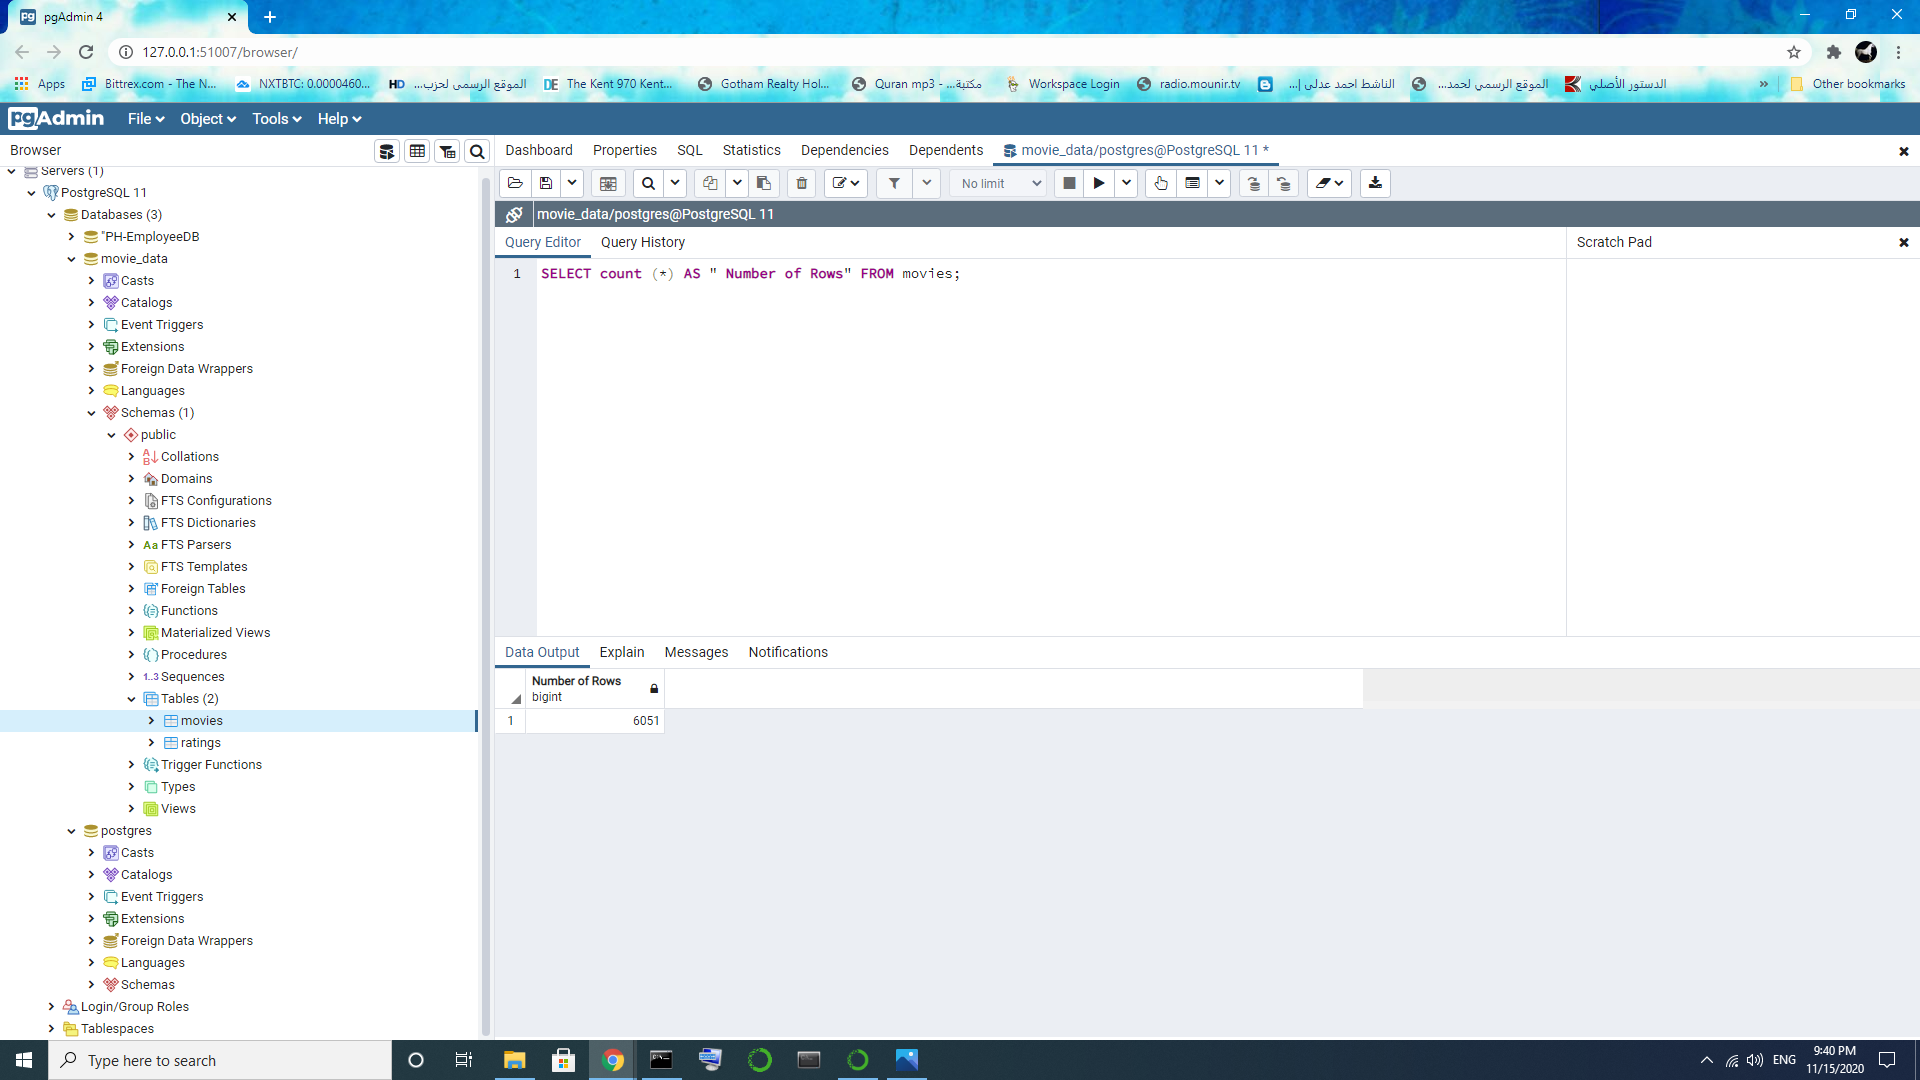 pgAdmin 4
127.0.0.1:51007/browser/
Apps
Bittrex.com - The N...
NXTBTC: 0.0000460...
HD
الموقع الرسمى لحزب...
DE
The Kent 970 Kent...
Gotham Realty Hol...
Quran mp3 - مكتبة...
Workspace Login
radio.mounir.tv
الناشط احمد عدلى |...
الموقع الرسمي لحمد...
الدستور الأصلي
»
Other bookmarks
pgAdmin
File
Object
Tools
Help
Browser
Dashboard
Properties
SQL
Statistics
Dependencies
Dependents
movie_data/postgres@PostgreSQL 11 *
Servers (1)
PostgreSQL 11
Databases (3)
"PH-EmployeeDB
movie_data
Casts
Catalogs
Event Triggers
Extensions
Foreign Data Wrappers
Languages
Schemas (1)
public
Collations
Domains
FTS Configurations
FTS Dictionaries
Aa FTS Parsers
FTS Templates
Foreign Tables
Functions
Materialized Views
Procedures
1..3 Sequences
Tables (2)
movies
ratings
Trigger Functions
Types
Views
postgres
Casts
Catalogs
Event Triggers
Extensions
Foreign Data Wrappers
Languages
Schemas
Login/Group Roles
Tablespaces
No limit
movie_data/postgres@PostgreSQL 11
Query Editor
Query History
Scratch Pad
1 SELECT count (*) AS " Number of Rows" FROM movies;
Data Output
Explain
Messages
Notifications
Number of Rows
bigint
1 6051
Type here to search
ENG
9:40 PM
11/15/2020